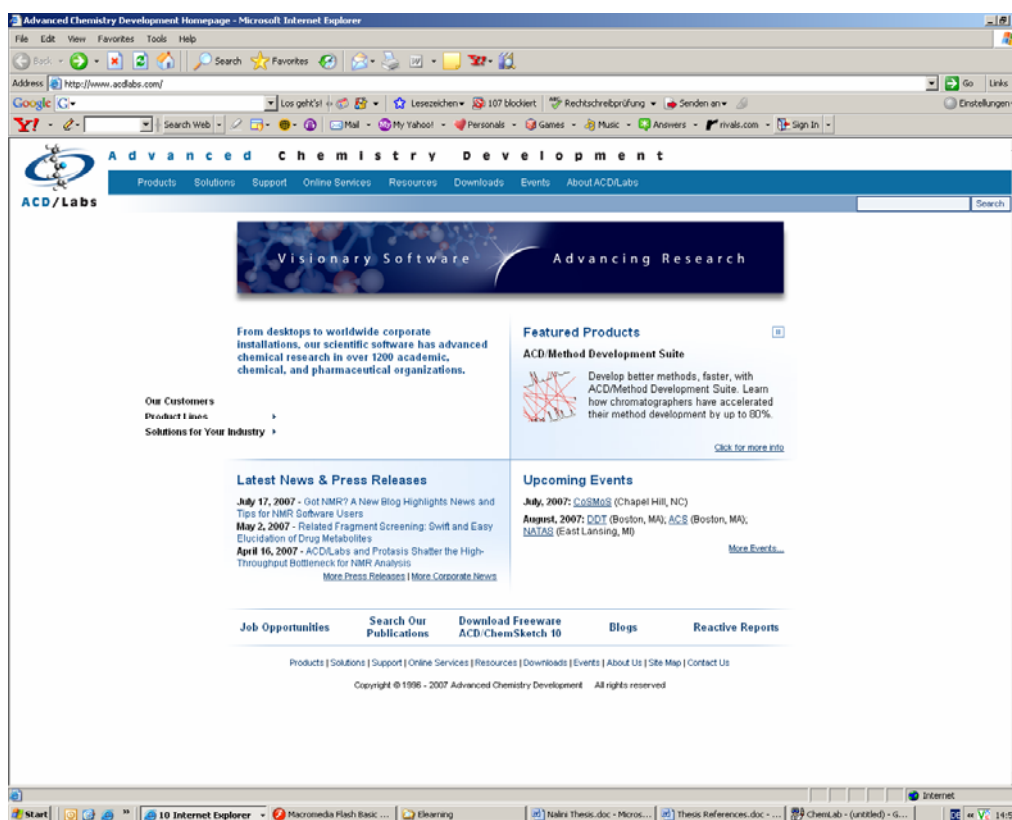 Advanced Chemistry Development Homepage - Microsoft Internet Explorer
File Edit View Favorites Tools Help
Back Search Favorites
Address http://www.acdlabs.com/ Go Links
Google G Los geht's! Lesezeichen 107 blockiert Rechtschreibprüfung Senden an Einstellungen
Y! Search Web Mail My Yahoo! Personals Games Music Answers rivals.com Sign In
Advanced Chemistry Development
Products Solutions Support Online Services Resources Downloads Events About ACD/Labs
ACD/Labs
Search
Visionary Software Advancing Research
From desktops to worldwide corporate
installations, our scientific software has advanced
chemical research in over 1200 academic,
chemical, and pharmaceutical organizations.
Our Customers
Product Lines
Solutions for Your Industry
Featured Products
ACD/Method Development Suite
Develop better methods, faster, with
ACD/Method Development Suite. Learn
how chromatographers have accelerated
their method development by up to 80%.
Click for more info
Latest News & Press Releases
July 17, 2007 - Got NMR? A New Blog Highlights News and
Tips for NMR Software Users
May 2, 2007 - Related Fragment Screening: Swift and Easy
Elucidation of Drug Metabolites
April 16, 2007 - ACD/Labs and Protasis Shatter the High-
Throughput Bottleneck for NMR Analysis
More Press Releases | More Corporate News
Upcoming Events
July, 2007: CoSMoS (Chapel Hill, NC)
August, 2007: DDT (Boston, MA); ACS (Boston, MA);
NATAS (East Lansing, MI)
More Events...
Job Opportunities
Search Our
Publications
Download Freeware
ACD/ChemSketch 10
Blogs
Reactive Reports
Products | Solutions | Support | Online Services | Resources | Downloads | Events | About Us | Site Map | Contact Us
Copyright © 1996 - 2007 Advanced Chemistry Development All rights reserved
Internet
Start 10 Internet Explorer Macromedia Flash Basic ... Elearning Nalini Thesis.doc - Micros... Thesis References.doc - ... ChemLab - (untitled) - G... DE 14:5